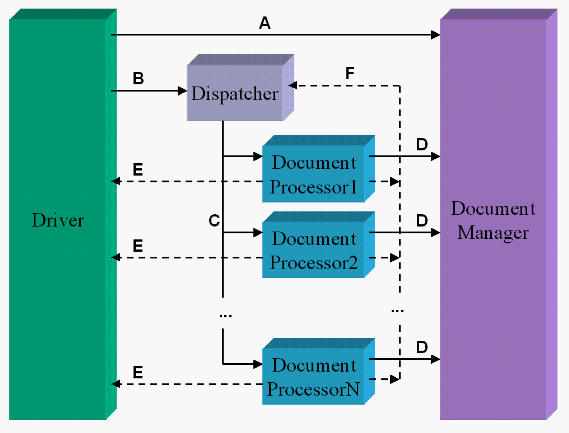 A
B
F
Dispatcher
D
Document
Processor1
E
Driver
C
D
Document
Processor2
E
Document
Manager
...
...
D
Document
ProcessorN
E